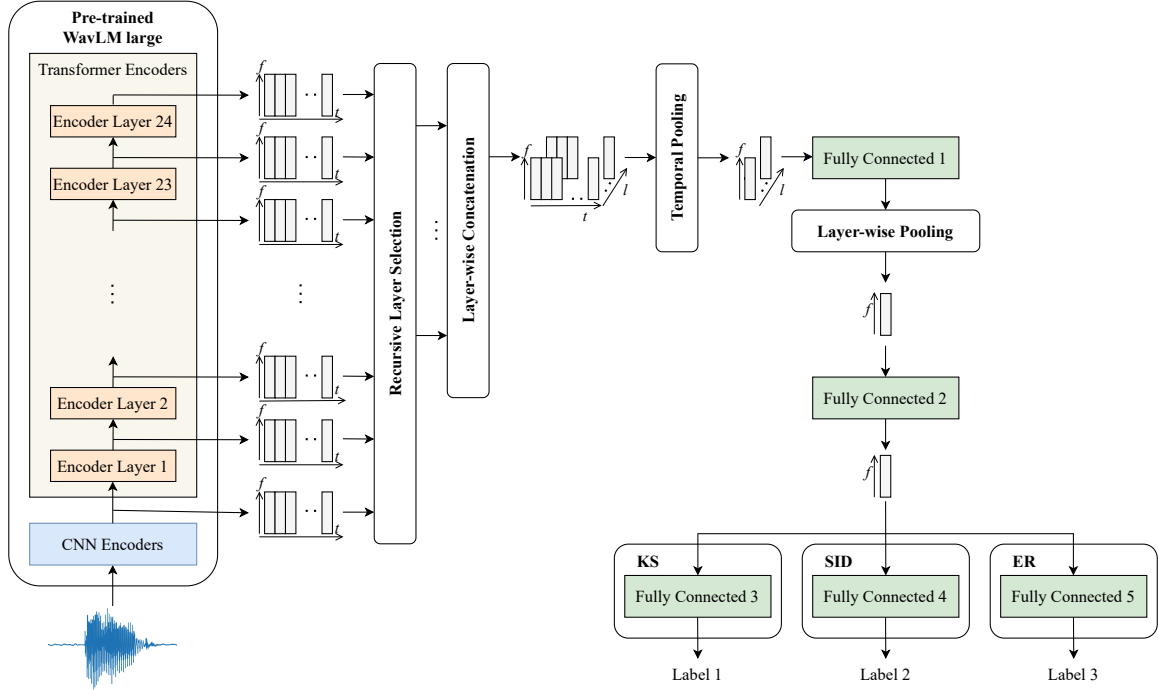 Pre-trained
WavLM large
Transformer Encoders
Encoder Layer 24
Encoder Layer 23
⋮
Encoder Layer 2
Encoder Layer 1
CNN Encoders
f
t
f
t
f
t
⋮
f
t
f
t
f
t
Recursive Layer Selection
⋮
Layer-wise Concatenation
f
t
l
Temporal Pooling
f
l
Fully Connected 1
Layer-wise Pooling
f
Fully Connected 2
f
KS
Fully Connected 3
Label 1
SID
Fully Connected 4
Label 2
ER
Fully Connected 5
Label 3